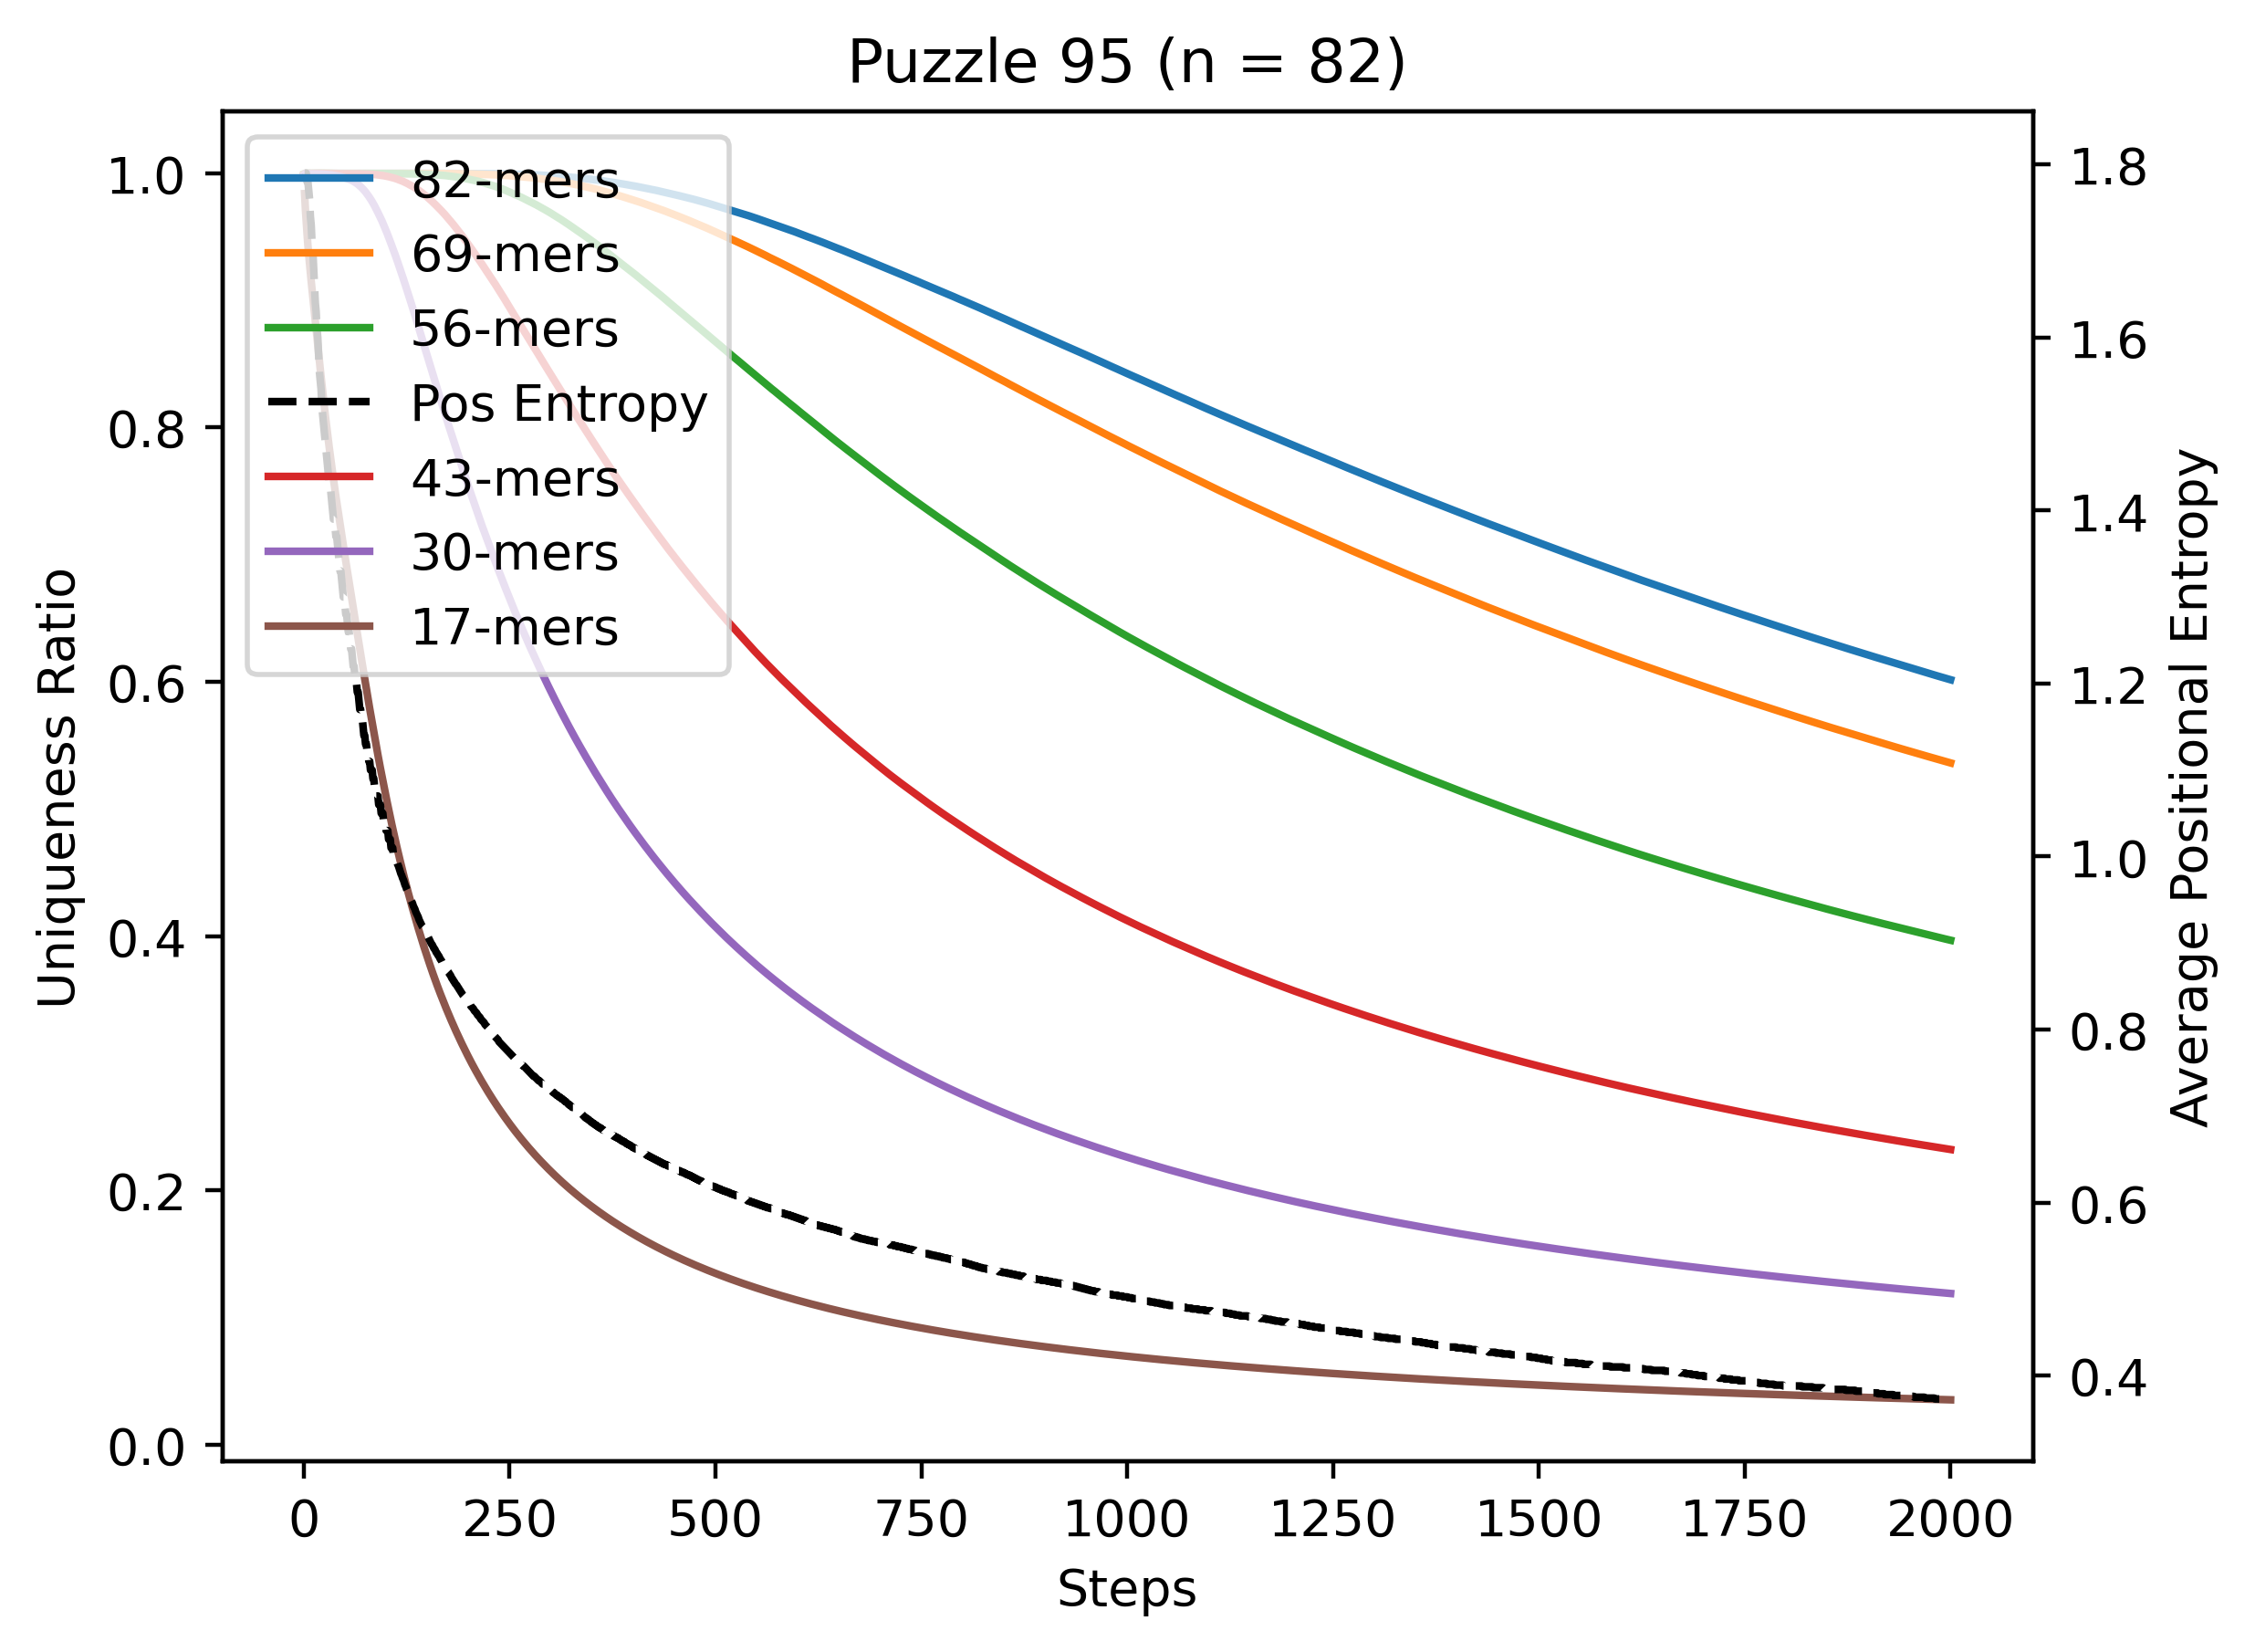 Puzzle 95 (n = 82)
82-mers
69-mers
56-mers
Pos Entropy
43-mers
30-mers
17-mers
Uniqueness Ratio
1.0
0.8
0.6
0.4
0.2
0.0
1.8
1.6
1.4
1.2
1.0
0.8
0.6
0.4
Average Positional Entropy
0 250 500 750 1000 1250 1500 1750 2000
Steps